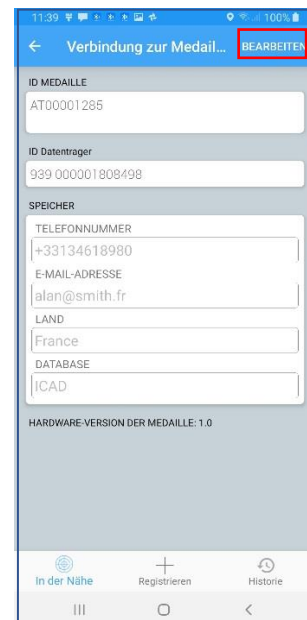 11:39
100%
Verbindung zur Medail...
BEARBEITEN
ID MEDAILLE
AT00001285
ID Datentrager
939 000001808498
SPEICHER
TELEFONNUMMER
+33134618980
E-MAIL-ADRESSE
alan@smith.fr
LAND
France
DATABASE
ICAD
HARDWARE-VERSION DER MEDAILLE: 1.0
In der Nähe
Registrieren
Historie